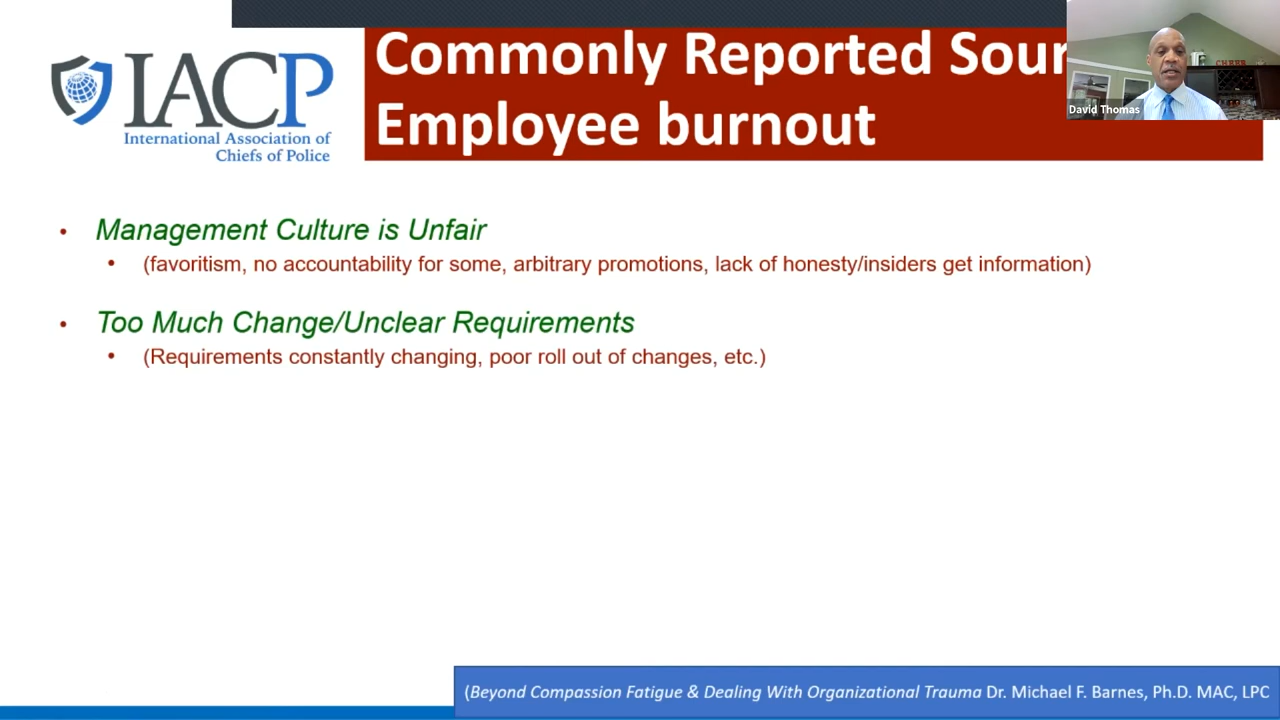 IACP
International Association of
Chiefs of Police
Commonly Reported
Employee burnout
David Thomas
• Management Culture is Unfair
• (favoritism, no accountability for some, arbitrary promotions, lack of honesty/insiders get information)
• Too Much Change/Unclear Requirements
• (Requirements constantly changing, poor roll out of changes, etc.)
(Beyond Compassion Fatigue & Dealing With Organizational Trauma Dr. Michael F. Barnes, Ph.D. MAC, LPC